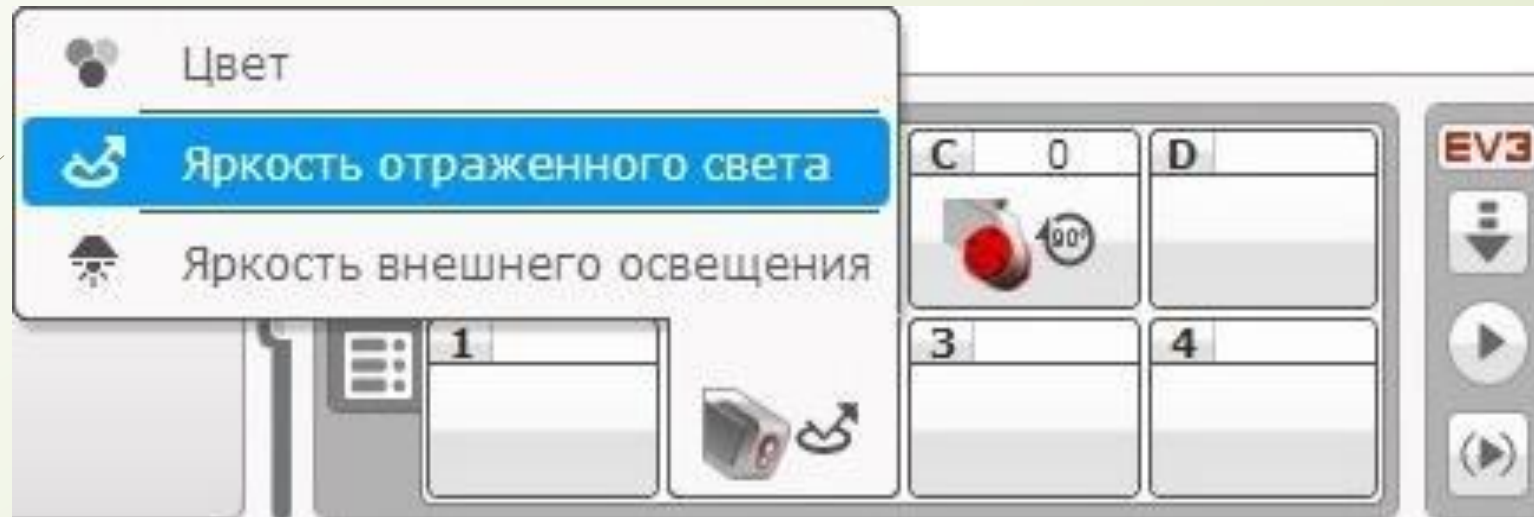 Цвет
Яркость отраженного света
Яркость внешнего освещения
C 0 D
90°
EV3
1 3 4